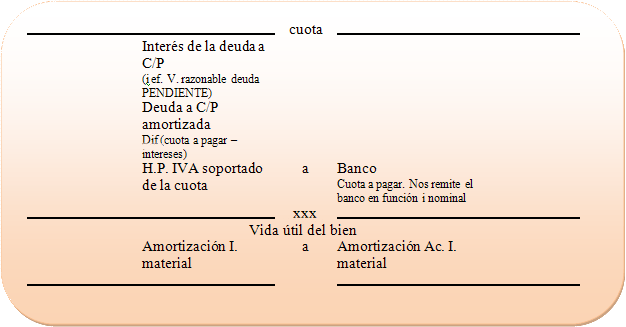 cuota
Interés de la deuda a
C/P
(i ef. V. razonable deuda
PENDIENTE)
Deuda a C/P
amortizada
Dif (cuota a pagar –
intereses)
H.P. IVA soportado a Banco
de la cuota
Cuota a pagar. Nos remite el
banco en función i nominal
xxx
Vida útil del bien
Amortización I. a Amortización Ac. I.
material material